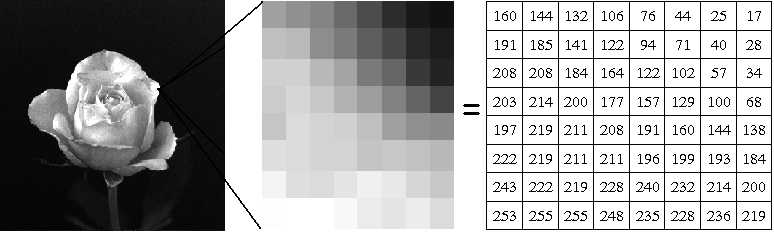 160 144 132 106 76 44 25 17
191 185 141 122 94 71 40 28
208 208 184 164 122 102 57 34
= 203 214 200 177 157 129 100 68
197 219 211 208 191 160 144 138
222 219 211 211 196 199 193 184
243 222 219 228 240 232 214 200
253 255 255 248 235 228 236 219